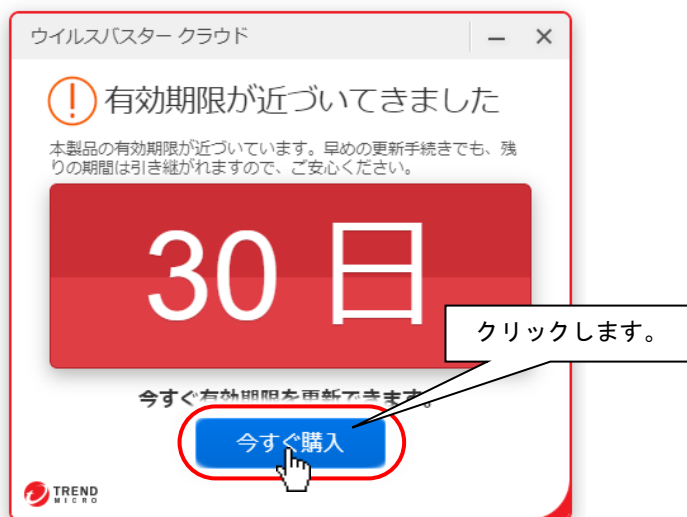 ウイルスバスター クラウド
有効期限が近づいてきました
本製品の有効期限が近づいています。早めの更新手続きでも、残
りの期間は引き継がれますので、ご安心ください。
30 日
クリックします。
今すぐ有効期限を更新できます。
今すぐ購入
TREND
MICRO